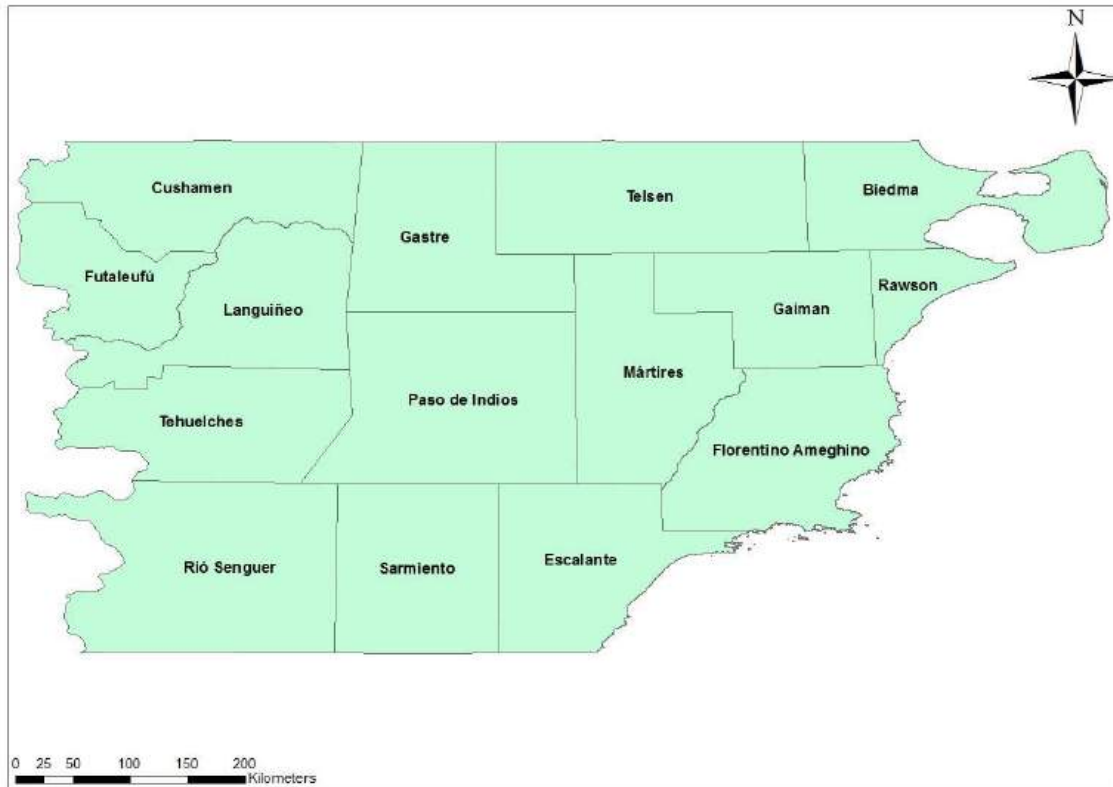 N
Cushamen
Telsen
Biedma
Gastre
Futaleufú
Rawson
Languiñeo
Gaiman
Mártires
Paso de Indios
Tehuelches
Florentino Ameghino
Escalante
Rió Senguer
Sarmiento
0 25 50 100 150 200
Kilometers